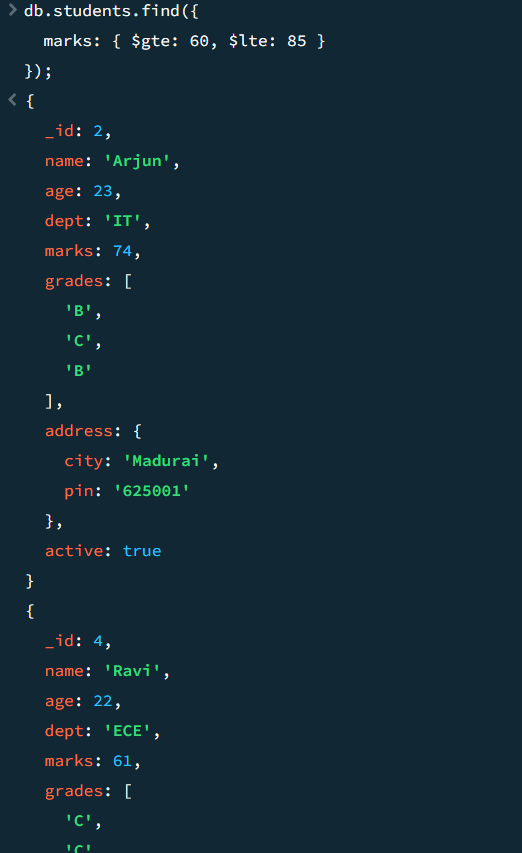 > db.students.find({
marks: { $gte: 60, $lte: 85 }
});
< {
_id: 2,
name: 'Arjun',
age: 23,
dept: 'IT',
marks: 74,
grades: [
'B',
'C',
'B'
],
address: {
city: 'Madurai',
pin: '625001'
},
active: true
}
{
_id: 4,
name: 'Ravi',
age: 22,
dept: 'ECE',
marks: 61,
grades: [
'C',
'C'